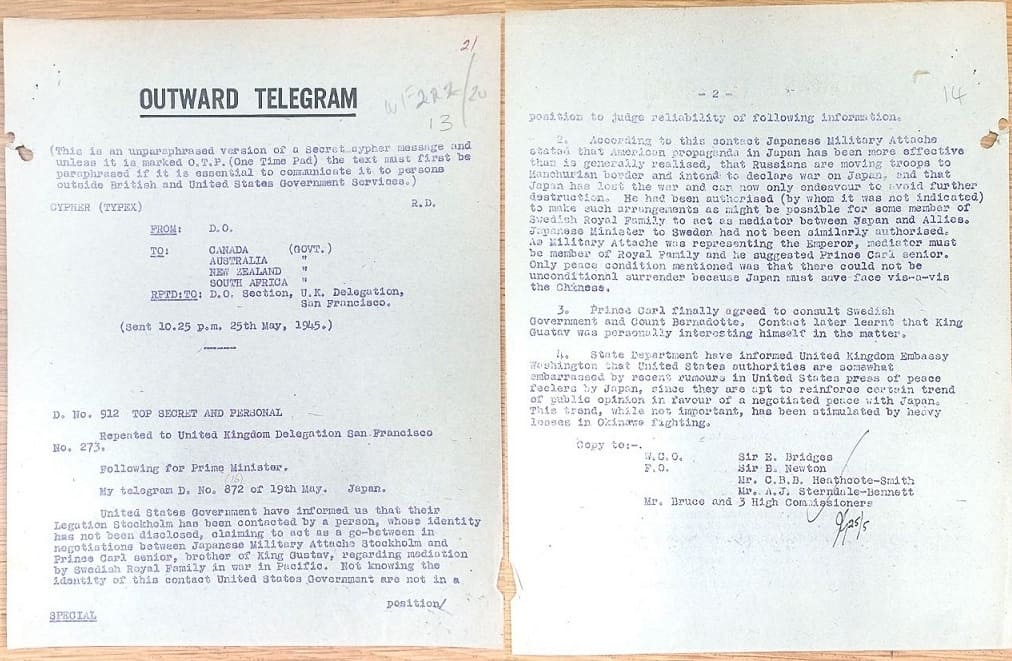 21
OUTWARD TELEGRAM
13
(This is an unparaphrased version of a Secret cypher message and
unless it is marked O.T.P.(One Time Pad) the text must first be
paraphrased if it is essential to communicate it to persons
outside British and United States Government Services.)
CYPHER (TYPEX) R.D.
FROM: D.O.
TO: CANADA (GOVT.)
AUSTRALIA "
NEW ZEALAND "
SOUTH AFRICA "
RPTD:TO: D.O. Section, U.K. Delegation,
San Francisco.
(Sent 10.25 p.m. 25th May, 1945.)
D. No. 912 TOP SECRET AND PERSONAL
Repeated to United Kingdom Delegation San Francisco
No. 273.
Following for Prime Minister.
My telegram D. No. 872 of 19th May. Japan.
United States Government have informed us that their
Legation Stockholm has been contacted by a person, whose identity
has not been disclosed, claiming to act as a go-between in
negotiations between Japanese Military Attache Stockholm and
Prince Carl senior, brother of King Gustav, regarding mediation
by Swedish Royal Family in war in Pacific. Not knowing the
identity of this contact United States Government are not in a
position/
SPECIAL
- 2 -
14
position to judge reliability of following information.
2. According to this contact Japanese Military Attache
stated that American propaganda in Japan has been more effective
than is generally realised, that Russians are moving troops to
Manchurian border and intend to declare war on Japan, and that
Japan has lost the war and can now only endeavour to avoid further
destruction. He had been authorised (by whom it was not indicated)
to make such arrangements as might be possible for some member of
Swedish Royal Family to act as mediator between Japan and Allies.
Japanese Minister to Sweden had not been similarly authorised.
As Military Attache was representing the Emperor, mediator must
be member of Royal Family and he suggested Prince Carl senior.
Only peace condition mentioned was that there could not be
unconditional surrender because Japan must save face vis-a-vis
the Chinese.
3. Prince Carl finally agreed to consult Swedish
Government and Count Bernadotte. Contact later learnt that King
Gustav was personally interesting himself in the matter.
4. State Department have informed United Kingdom Embassy
Washington that United States authorities are somewhat
embarrassed by recent rumours in United States press of peace
feelers by Japan, since they are apt to reinforce certain trend
of public opinion in favour of a negotiated peace with Japan.
This trend, while not important, has been stimulated by heavy
losses in Okinawa fighting.
Copy to:-
W.C.O. Sir E. Bridges
F.O. Sir B. Newton
Mr. C.B.B. Heathcote-Smith
Mr. A.J. Sterndale-Bennett
Mr. Bruce and 3 High Commissioners
25/5